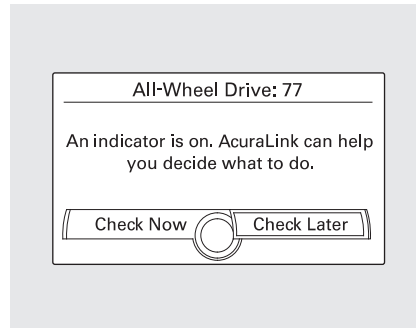 All-Wheel Drive: 77
An indicator is on. AcuraLink can help
you decide what to do.
Check Now
Check Later